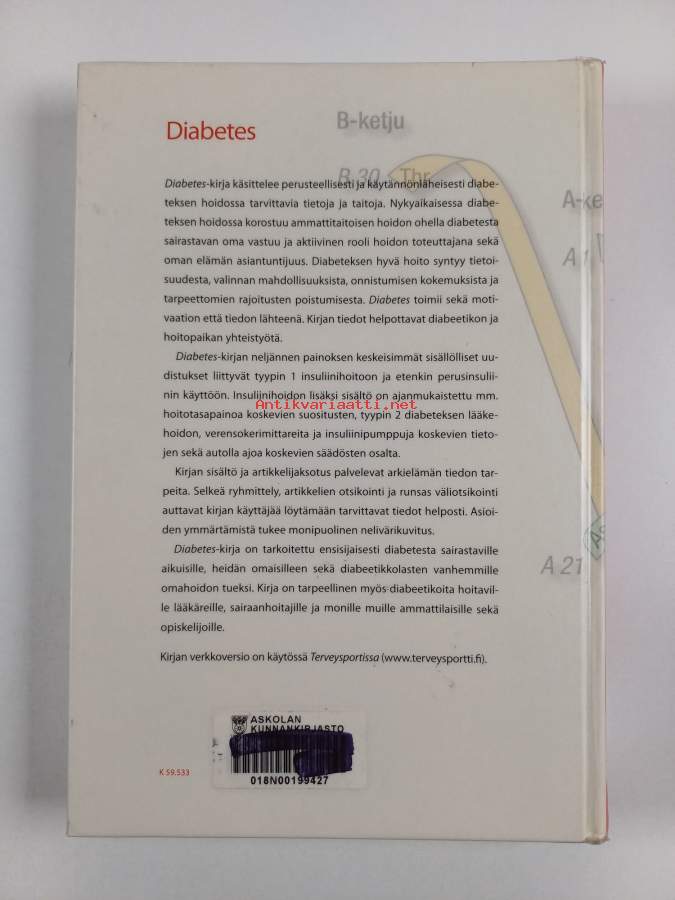 Diabetes
B-ketju
B 30
Thr
A-ke
A 1
Diabetes-kirja käsittelee perusteellisesti ja käytännönläheisesti diabe-
teksen hoidossa tarvittavia tietoja ja taitoja. Nykyaikaisessa diabe-
teksen hoidossa korostuu ammattitaitoisen hoidon ohella diabetesta
sairastavan oma vastuu ja aktiivinen rooli hoidon toteuttajana sekä
oman elämän asiantuntijuus. Diabeteksen hyvä hoito syntyy tietoi-
suudesta, valinnan mahdollisuuksista, onnistumisen kokemuksista ja
tarpeettomien rajoitusten poistumisesta. Diabetes toimii sekä moti-
vaation että tiedon lähteenä. Kirjan tiedot helpottavat diabeetikon ja
hoitopaikan yhteistyötä.
Diabetes-kirjan neljännen painoksen keskeisimmät sisällölliset uu-
distukset liittyvät tyypin 1 insuliinihoitoon ja etenkin perusinsulii-
nin käyttöön. Insuliinihoidon lisäksi sisältö on ajanmukaistettu mm.
Antikvariaatti.net
hoitotasapainoa koskevien suositusten, tyypin 2 diabeteksen lääke-
hoidon, verensokerimittareita ja insuliinipumppuja koskevien tieto-
jen sekä autolla ajoa koskevien säädösten osalta.
Kirjan sisältö ja artikkelijaksotus palvelevat arkielämän tiedon tar-
peita. Selkeä ryhmittely, artikkelien otsikointi ja runsas väliotsikointi
auttavat kirjan käyttäjää löytämään tarvittavat tiedot helposti. Asioi-
den ymmärtämistä tukee monipuolinen nelivärikuvitus.
Diabetes-kirja on tarkoitettu ensisijaisesti diabetesta sairastaville
aikuisille, heidän omaisilleen sekä diabeetikkolasten vanhemmille
omahoidon tueksi. Kirja on tarpeellinen myös diabeetikoita hoitavil-
le lääkäreille, sairaanhoitajille ja monille muille ammattilaisille sekä
opiskelijoille.
As
A 21
Kirjan verkkoversio on käytössä Terveysportissa (www.terveysportti.fi).
ASKOLAN
KUNNANKIRJASTO
018N00199427
K 59.533